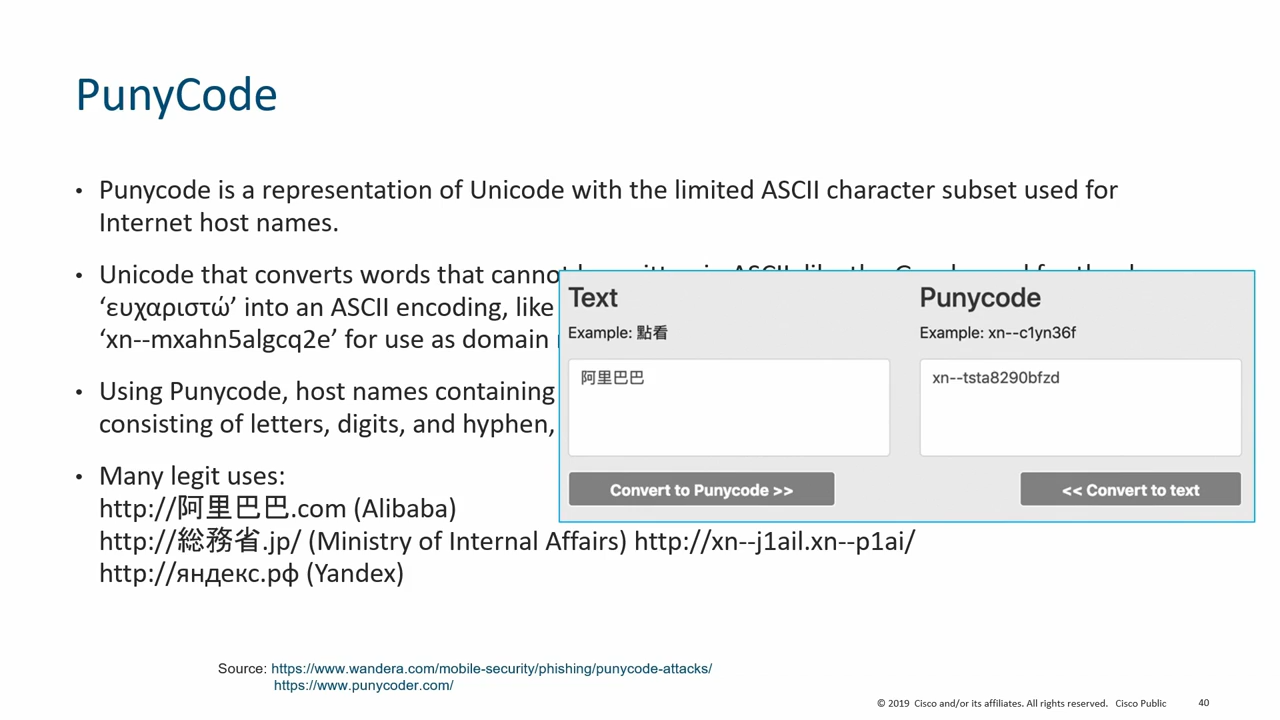 PunyCode
• Punycode is a representation of Unicode with the limited ASCII character subset used for
Internet host names.
• Unicode that converts words that cannot
‘ευχαριστώ’ into an ASCII encoding, like
‘xn--mxahn5algcq2e’ for use as domain
• Using Punycode, host names containing
consisting of letters, digits, and hyphen,
• Many legit uses:
http://阿里巴巴.com (Alibaba)
http://総務省.jp/ (Ministry of Internal Affairs) http://xn--j1ail.xn--p1ai/
http://яндекс.рф (Yandex)
Text
Example: 點看
阿里巴巴
Convert to Punycode >>
Punycode
Example: xn--c1yn36f
xn--tsta8290bfzd
<< Convert to text
Source: https://www.wandera.com/mobile-security/phishing/punycode-attacks/
https://www.punycoder.com/
© 2019 Cisco and/or its affiliates. All rights reserved. Cisco Public 40